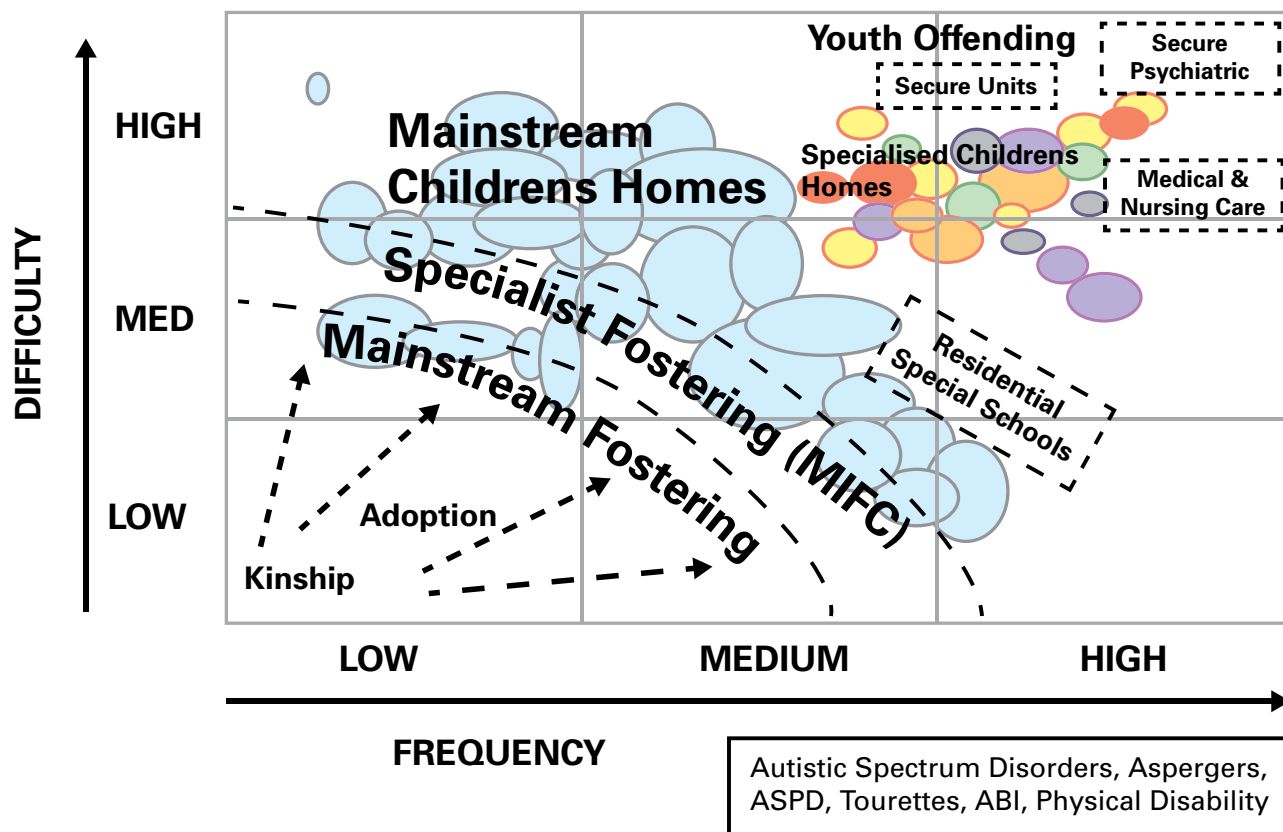 Youth Offending
Secure
Psychiatric
Secure Units
HIGH
Mainstream
Childrens Homes
Specialised Childrens
Homes
Medical &
Nursing Care
DIFFICULTY
MED
Specialist Fostering (MIFC)
Mainstream Fostering
Residential
Special Schools
LOW
Adoption
Kinship
LOW
MEDIUM
HIGH
FREQUENCY
Autistic Spectrum Disorders, Aspergers,
ASPD, Tourettes, ABI, Physical Disability